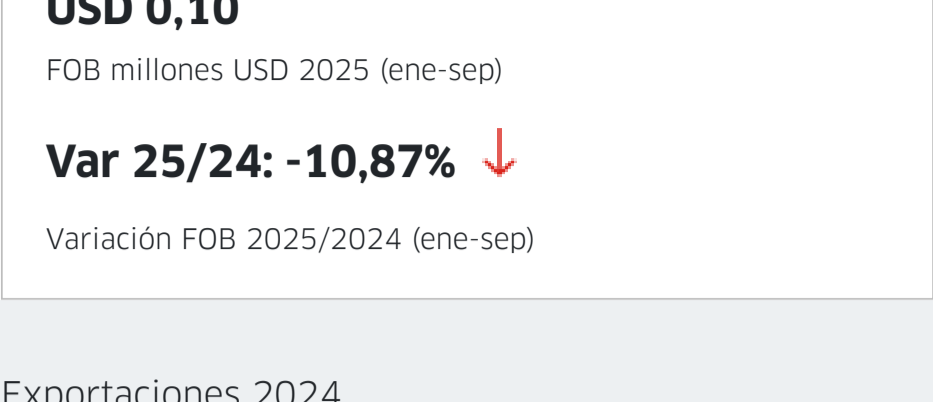 USD 0,10
FOB millones USD 2025 (ene-sep)
Var 25/24: -10,87%
Variación FOB 2025/2024 (ene-sep)
Exportaciones 2024